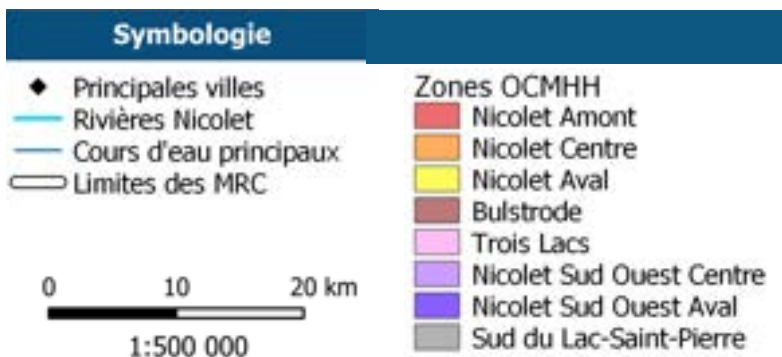 Symbologie
Principales villes
Rivières Nicolet
Cours d'eau principaux
Limites des MRC
0 10 20 km
1:500 000
Zones OCMHH
Nicolet Amont
Nicolet Centre
Nicolet Aval
Bulstrode
Trois Lacs
Nicolet Sud Ouest Centre
Nicolet Sud Ouest Aval
Sud du Lac-Saint-Pierre